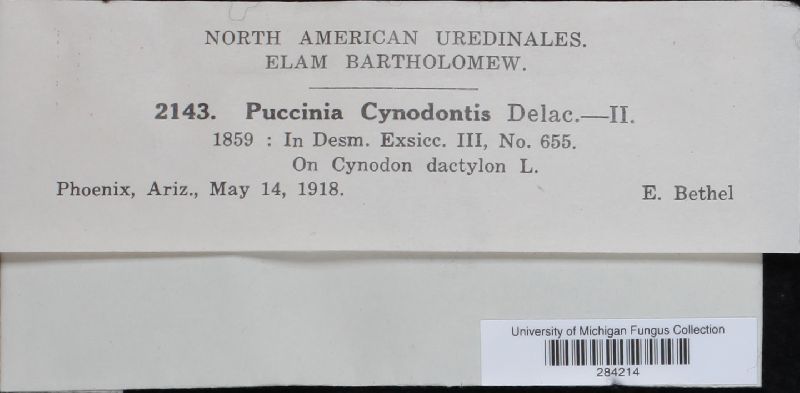 NORTH AMERICAN UREDINALES.
ELAM BARTHOLOMEW.
2143. Puccinia Cynodontis Delac.—II.
1859 : In Desm. Exsicc. III, No. 655.
On Cynodon dactylon L.
Phoenix, Ariz., May 14, 1918.
E. Bethel
University of Michigan Fungus Collection
284214